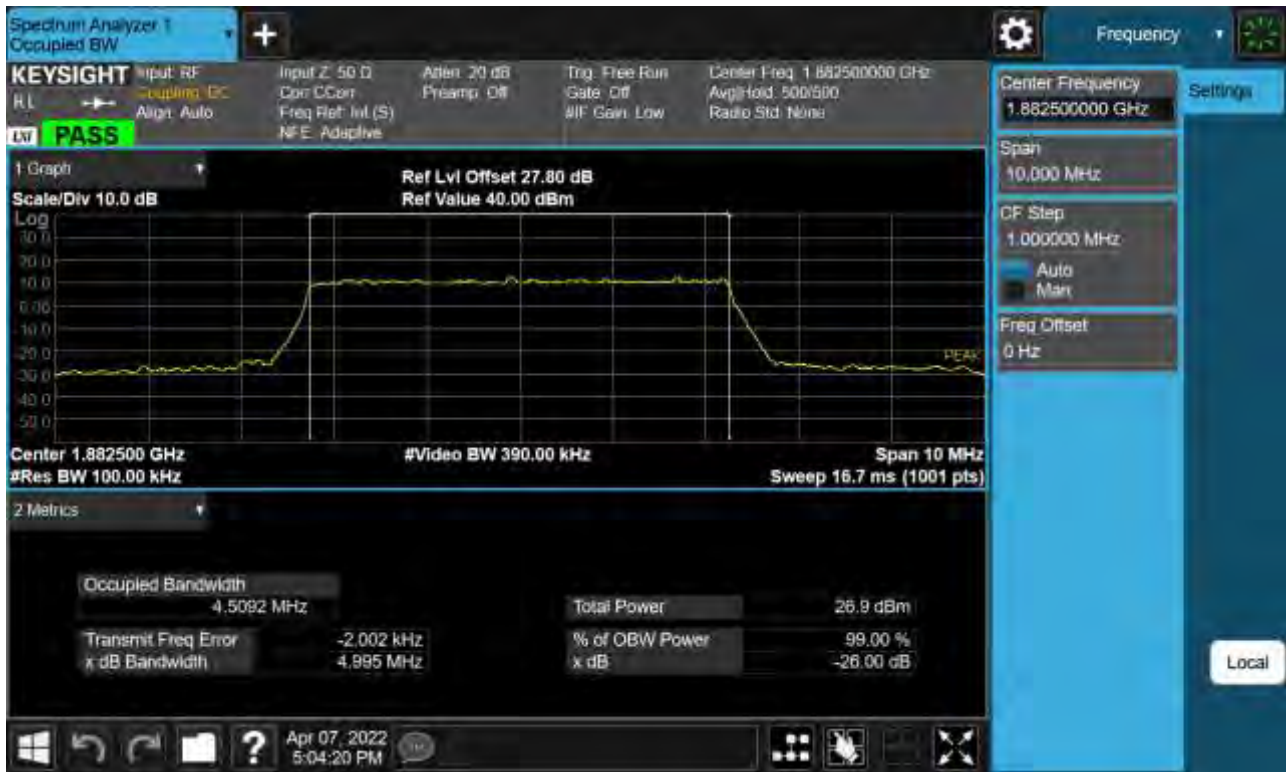 Spectrum Analyzer 1
Occupied BW
Frequency
KEYSIGHT
Input: RF
Coupling: DC
Align: Auto
Input Z: 50 Ω
Corr CCorr
Freq Ref: Int (S)
NFE: Adaptive
Atten: 20 dB
Preamp: Off
Trig: Free Run
Gate: Off
#IF Gain: Low
Center Freq: 1.882500000 GHz
Avg|Hold: 500/500
Radio Std: None
PASS
Center Frequency
1.882500000 GHz
Settings
Span
10.000 MHz
CF Step
1.000000 MHz
Auto
Man
Freq Offset
0 Hz
1 Graph
Scale/Div 10.0 dB
Ref Lvl Offset 27.80 dB
Ref Value 40.00 dBm
Log
30.0
20.0
10.0
0.00
-10.0
-20.0
-30.0
-40.0
-50.0
PEAK
Center 1.882500 GHz
#Video BW 390.00 kHz
Span 10 MHz
#Res BW 100.00 kHz
Sweep 16.7 ms (1001 pts)
2 Metrics
Occupied Bandwidth
4.5092 MHz
Total Power
26.9 dBm
Transmit Freq Error
-2.002 kHz
% of OBW Power
99.00 %
x dB Bandwidth
4.995 MHz
x dB
-26.00 dB
Local
?
Apr 07, 2022
5:04:20 PM